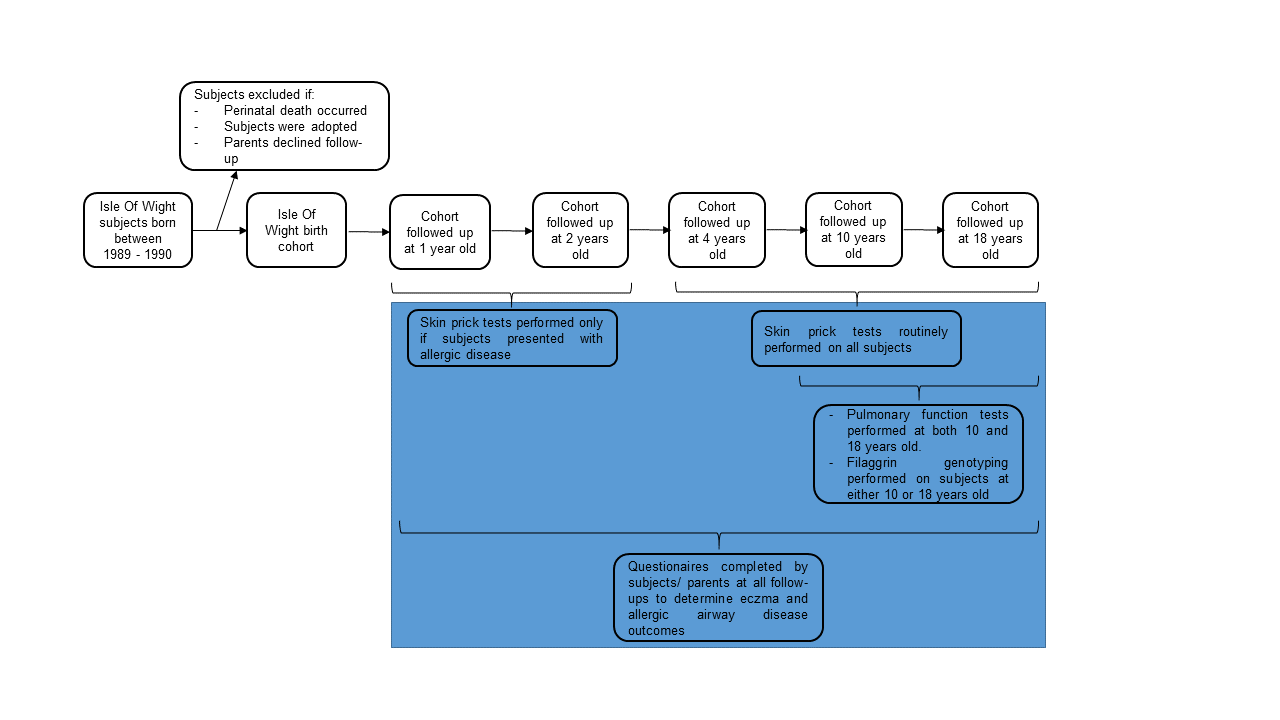 Subjects excluded if:
- Perinatal death occurred
- Subjects were adopted
- Parents declined follow-
up
Isle Of Wight
subjects born
between
1989 - 1990
Isle Of
Wight birth
cohort
Cohort
followed up
at 1 year old
Cohort
followed up
at 2 years
old
Cohort
followed up
at 4 years
old
Cohort
followed up
at 10 years
old
Cohort
followed up
at 18 years
old
Skin prick tests performed only
if subjects presented with
allergic disease
Skin prick tests routinely
performed on all subjects
- Pulmonary function tests
performed at both 10 and
18 years old.
- Filaggrin genotyping
performed on subjects at
either 10 or 18 years old
Questionaires completed by
subjects/ parents at all follow-
ups to determine eczma and
allergic airway disease
outcomes